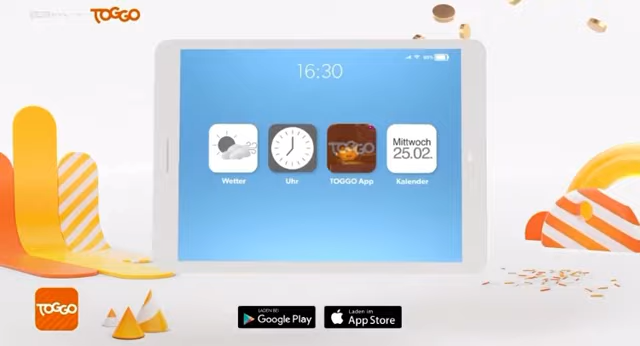 TOGGO
16:30
TOGGO
Mittwoch
25.02.
Wetter
Uhr
TOGGO App
Kalender
TOGGO
LADEN BEI
Google Play
Laden im
App Store